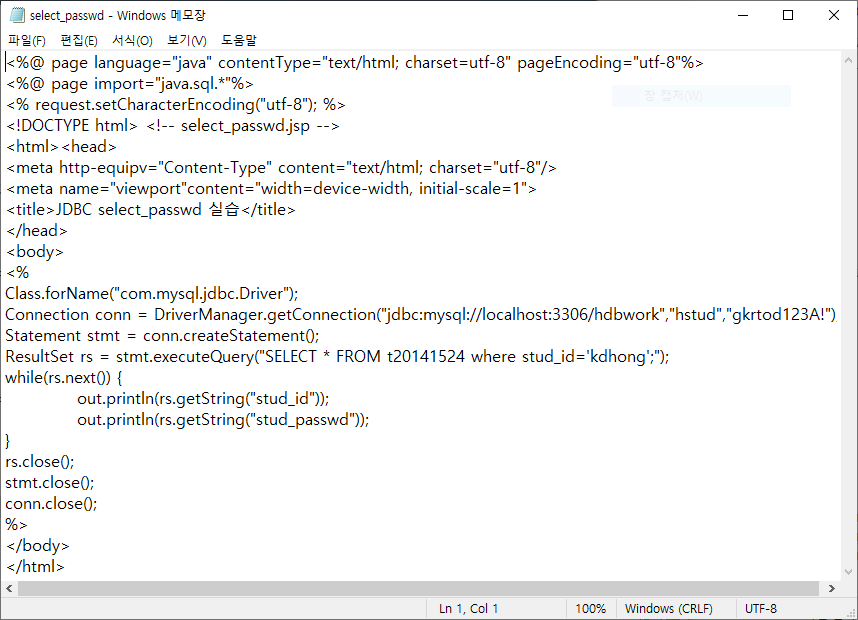 select_passwd - Windows 메모장
파일(F) 편집(E) 서식(O) 보기(V) 도움말
<%@ page language="java" contentType="text/html; charset=utf-8" pageEncoding="utf-8"%>
<%@ page import="java.sql.*"%>
<% request.setCharacterEncoding("utf-8"); %>
창 캡처(W)
<!DOCTYPE html> <!-- select_passwd.jsp -->
<html><head>
<meta http-equipv="Content-Type" content="text/html; charset="utf-8"/>
<meta name="viewport"content="width=device-width, initial-scale=1">
<title>JDBC select_passwd 실습</title>
</head>
<body>
<%
Class.forName("com.mysql.jdbc.Driver");
Connection conn = DriverManager.getConnection("jdbc:mysql://localhost:3306/hdbwork","hstud","gkrtod123A!")
Statement stmt = conn.createStatement();
ResultSet rs = stmt.executeQuery("SELECT * FROM t20141524 where stud_id='kdhong';");
while(rs.next()) {
out.println(rs.getString("stud_id"));
out.println(rs.getString("stud_passwd"));
}
rs.close();
stmt.close();
conn.close();
%>
</body>
</html>
Ln 1, Col 1 100% Windows (CRLF) UTF-8